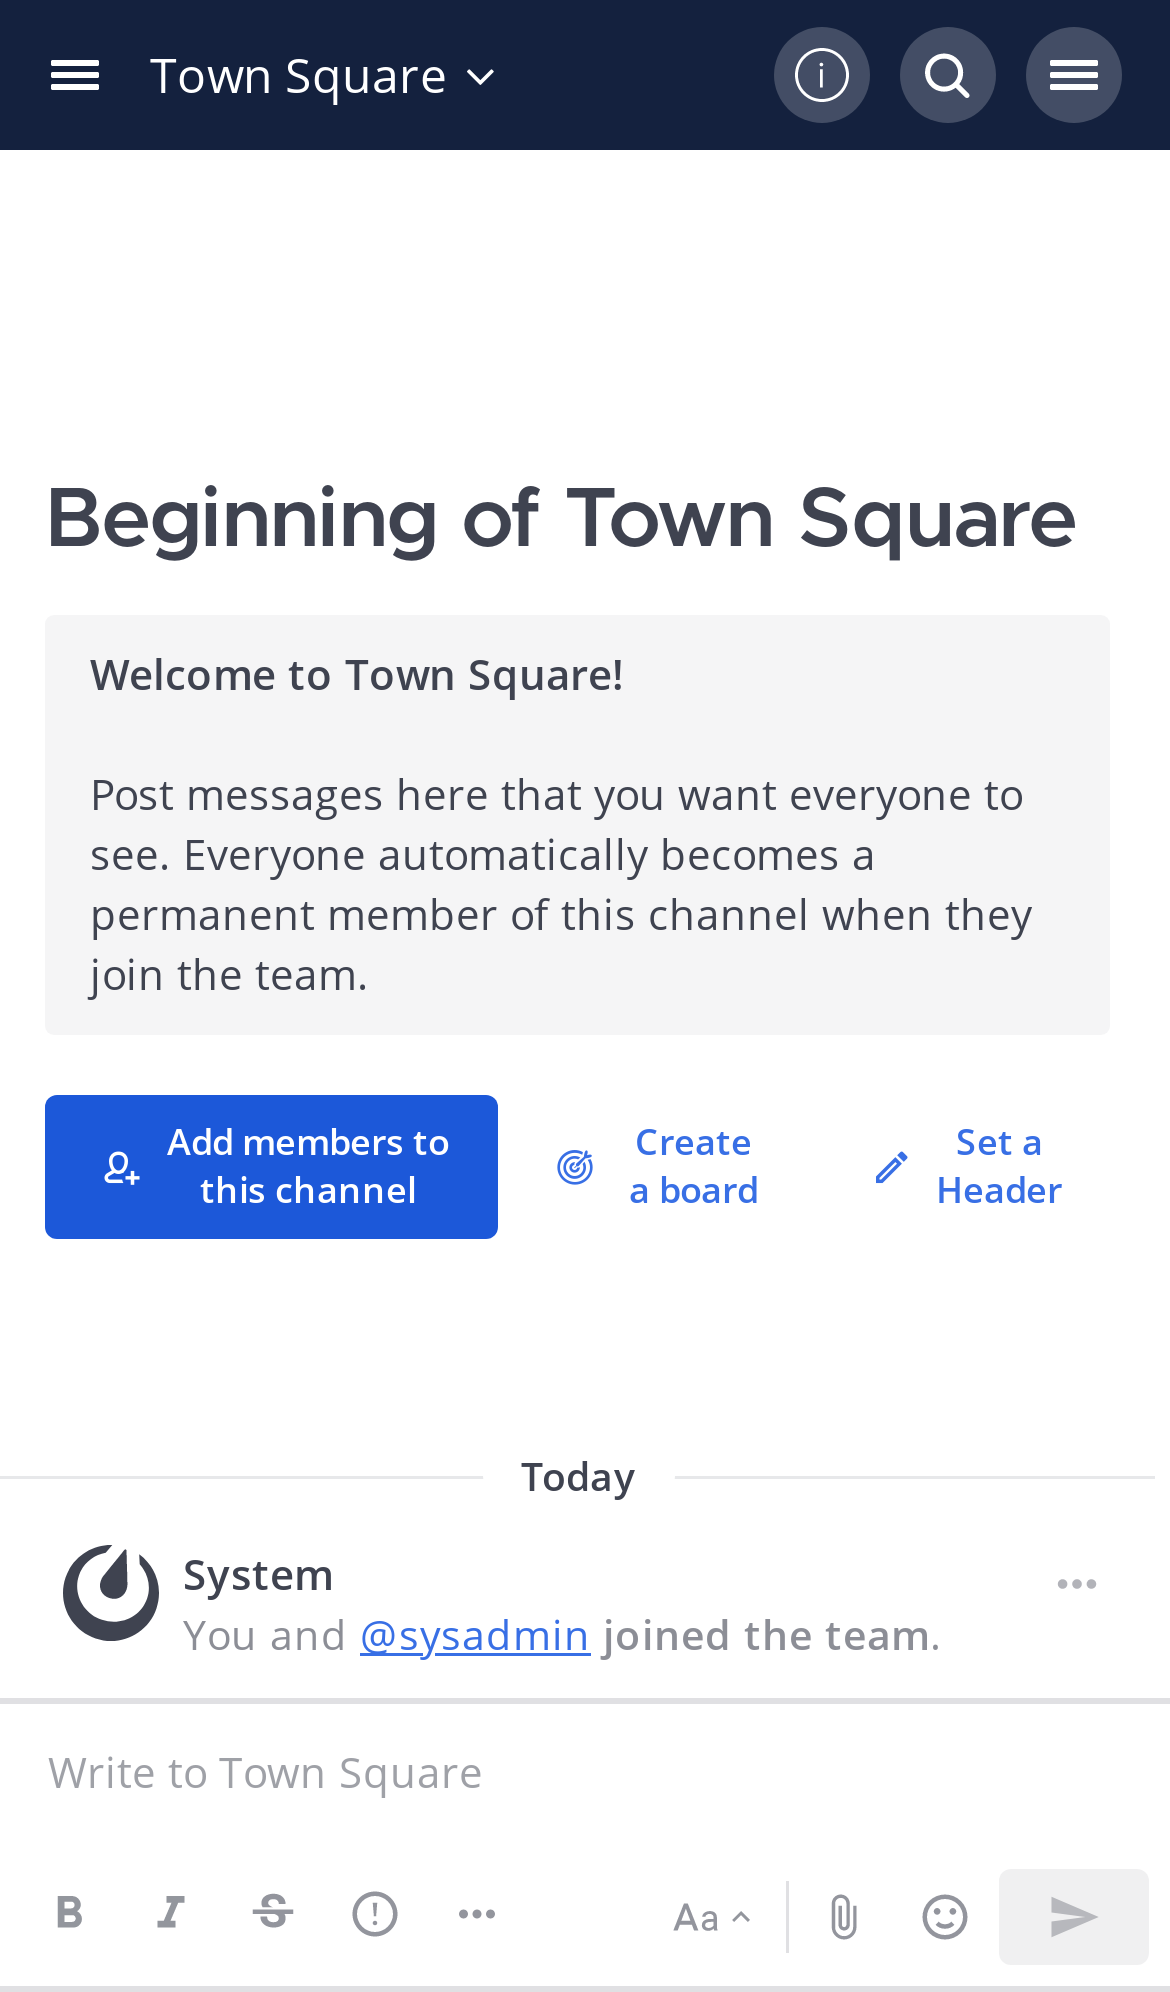 Town Square
Beginning of Town Square
Welcome to Town Square!
Post messages here that you want everyone to
see. Everyone automatically becomes a
permanent member of this channel when they
join the team.
Add members to
this channel
Create
a board
Set a
Header
Today
System
You and @sysadmin joined the team.
Write to Town Square
B I S Aa